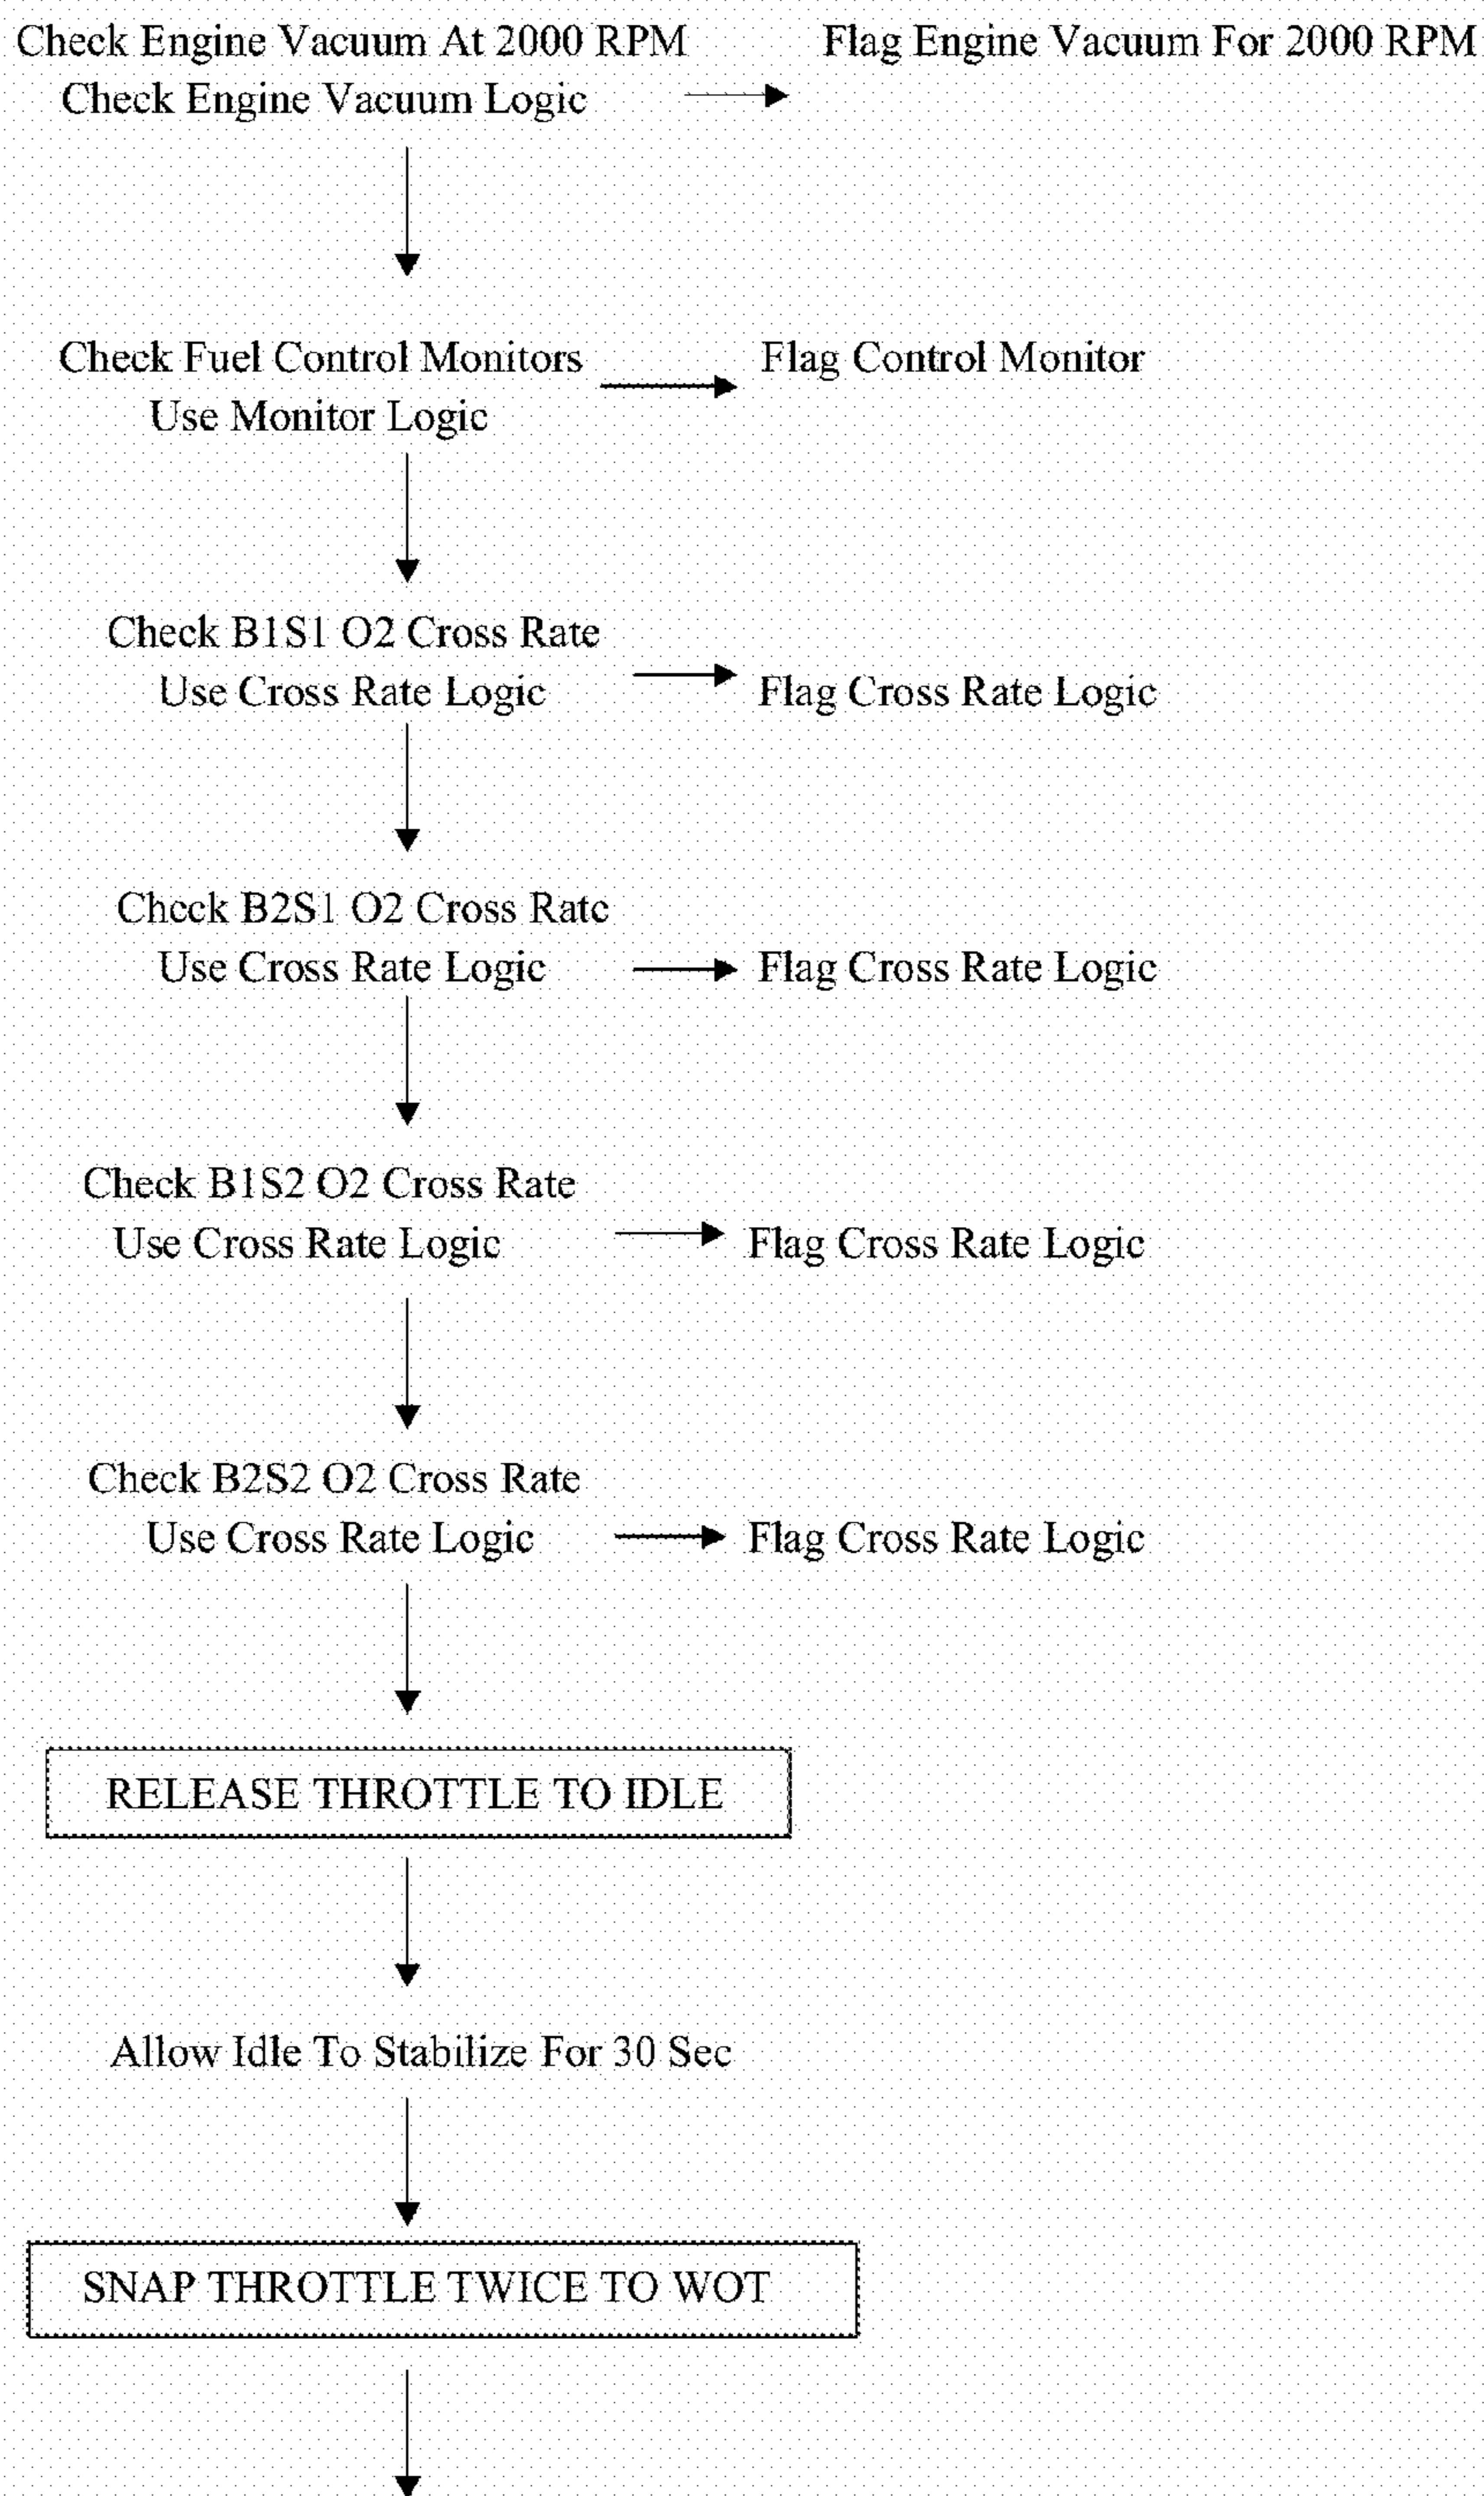 Check Engine Vacuum At 2000 RPM
Flag Engine Vacuum For 2000 RPM
Check Engine Vacuum Logic
Check Fuel Control Monitors
Flag Control Monitor
Use Monitor Logic
Check B1S1 O2 Cross Rate
Use Cross Rate Logic
Flag Cross Rate Logic
Check B2S1 O2 Cross Rate
Use Cross Rate Logic
Flag Cross Rate Logic
Check B1S2 O2 Cross Rate
Use Cross Rate Logic
Flag Cross Rate Logic
Check B2S2 O2 Cross Rate
Use Cross Rate Logic
Flag Cross Rate Logic
RELEASE THROTTLE TO IDLE
Allow Idle To Stabilize For 30 Sec
SNAP THROTTLE TWICE TO WOT